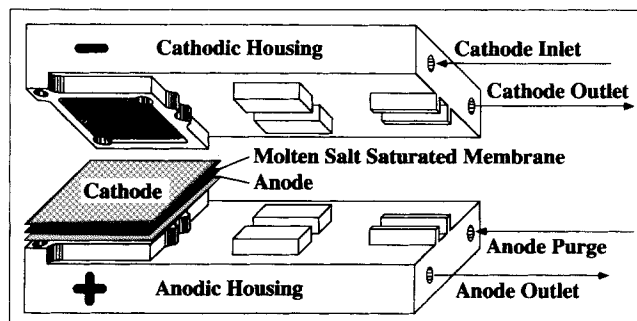 Cathodic Housing
Cathode Inlet
Cathode Outlet
Molten Salt Saturated Membrane
Cathode
Anode
Anode Purge
Anodic Housing
Anode Outlet